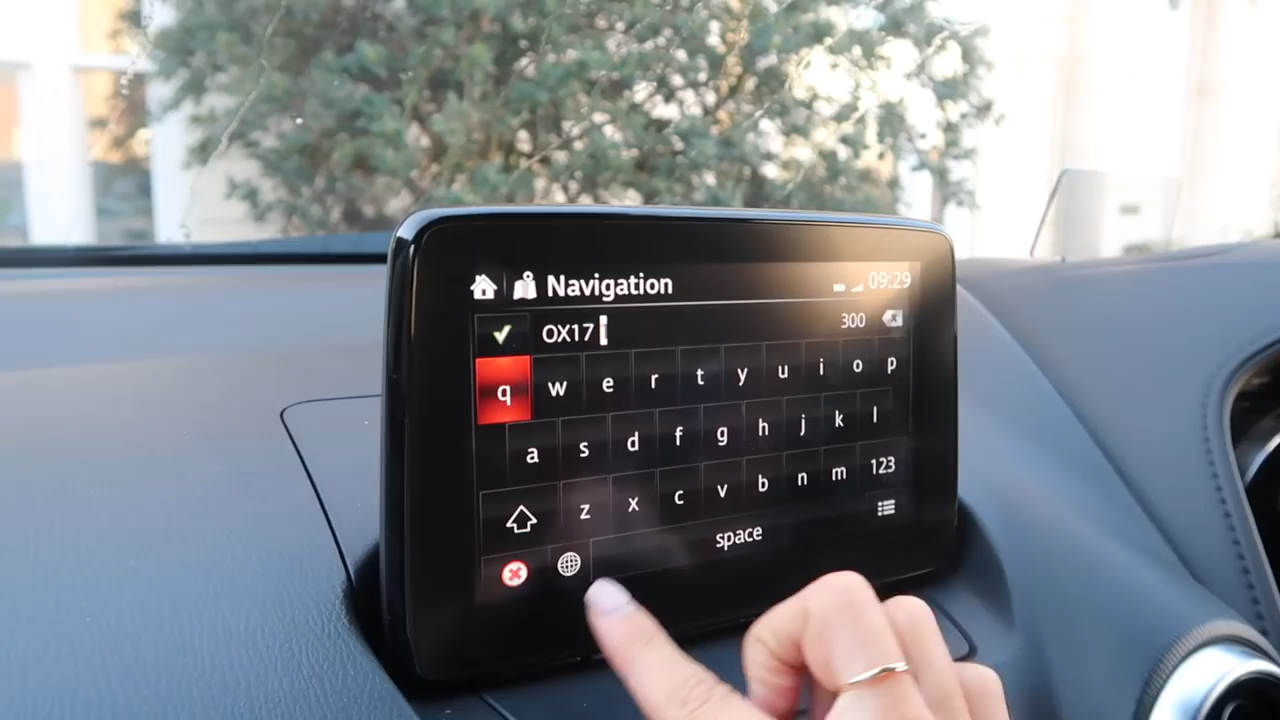 Navigation 09:29
OX17 300
q w e r t y u i o p
a s d f g h j k l
z x c v b n m 123
space